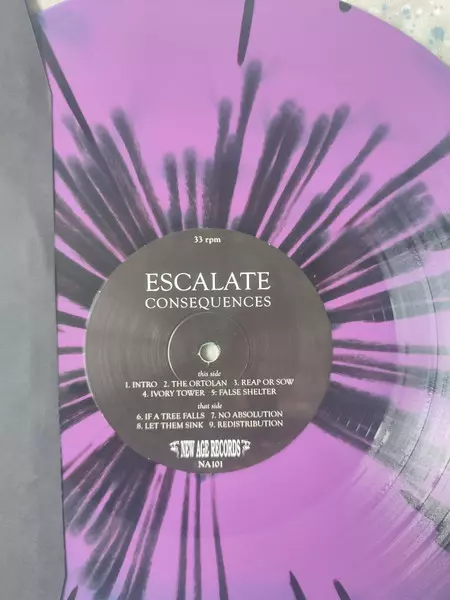 33 rpm
ESCALATE
CONSEQUENCES
this side
1. INTRO 2. THE ORTOLAN 3. REAP OR SOW
4. IVORY TOWER 5. FALSE SHELTER
that side
6. IF A TREE FALLS 7. NO ABSOLUTION
8. LET THEM SINK 9. REDISTRIBUTION
NEW AGE RECORDS
NA101